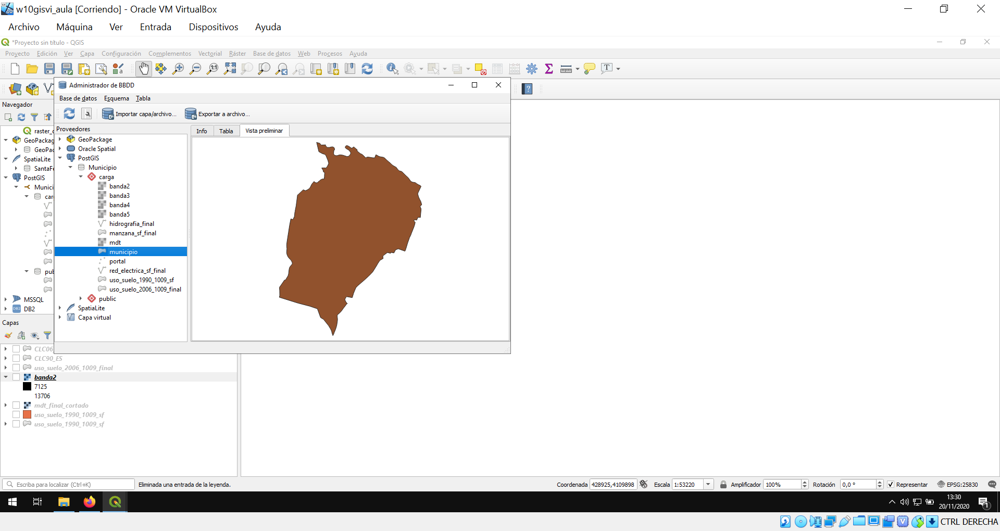 w10gisvi_aula [Corriendo] - Oracle VM VirtualBox
Archivo Máquina Ver Entrada Dispositivos Ayuda
*Proyecto sin título - QGIS
Proyecto Edición Ver Capa Configuración Complementos Vectorial Ráster Base de datos Web Procesos Ayuda
Administrador de BBDD
Base de datos Esquema Tabla
Importar capa/archivo... Exportar a archivo...
Proveedores
Info Tabla Vista preliminar
GeoPackage
Oracle Spatial
PostGIS
Municipio
carga
banda2
banda3
banda4
banda5
hidrografia_final
manzana_sf_final
mdt
municipio
portal
red_electrica_sf_final
uso_suelo_1990_1009_sf
uso_suelo_2006_1009_final
public
SpatiaLite
Capa virtual
Navegador
raster_
GeoPackag
GeoPac
SpatiaLite
SantaFe
PostGIS
Munici
car
pub
MSSQL
DB2
Capas
CLC06
CLC90_ES
uso_suelo_2006_1009_final
banda2
7125
13706
mdt_final_cortado
uso_suelo_1990_1009_sf
uso_suelo_1990_1009_sf
Escriba para localizar (Ctrl+K) Eliminada una entrada de la leyenda. Coordenada 428925,4109898 Escala 1:53220 Amplificador 100% Rotación 0,0 ° Representar EPSG:25830
13:30
20/11/2020
1
CTRL DERECHA